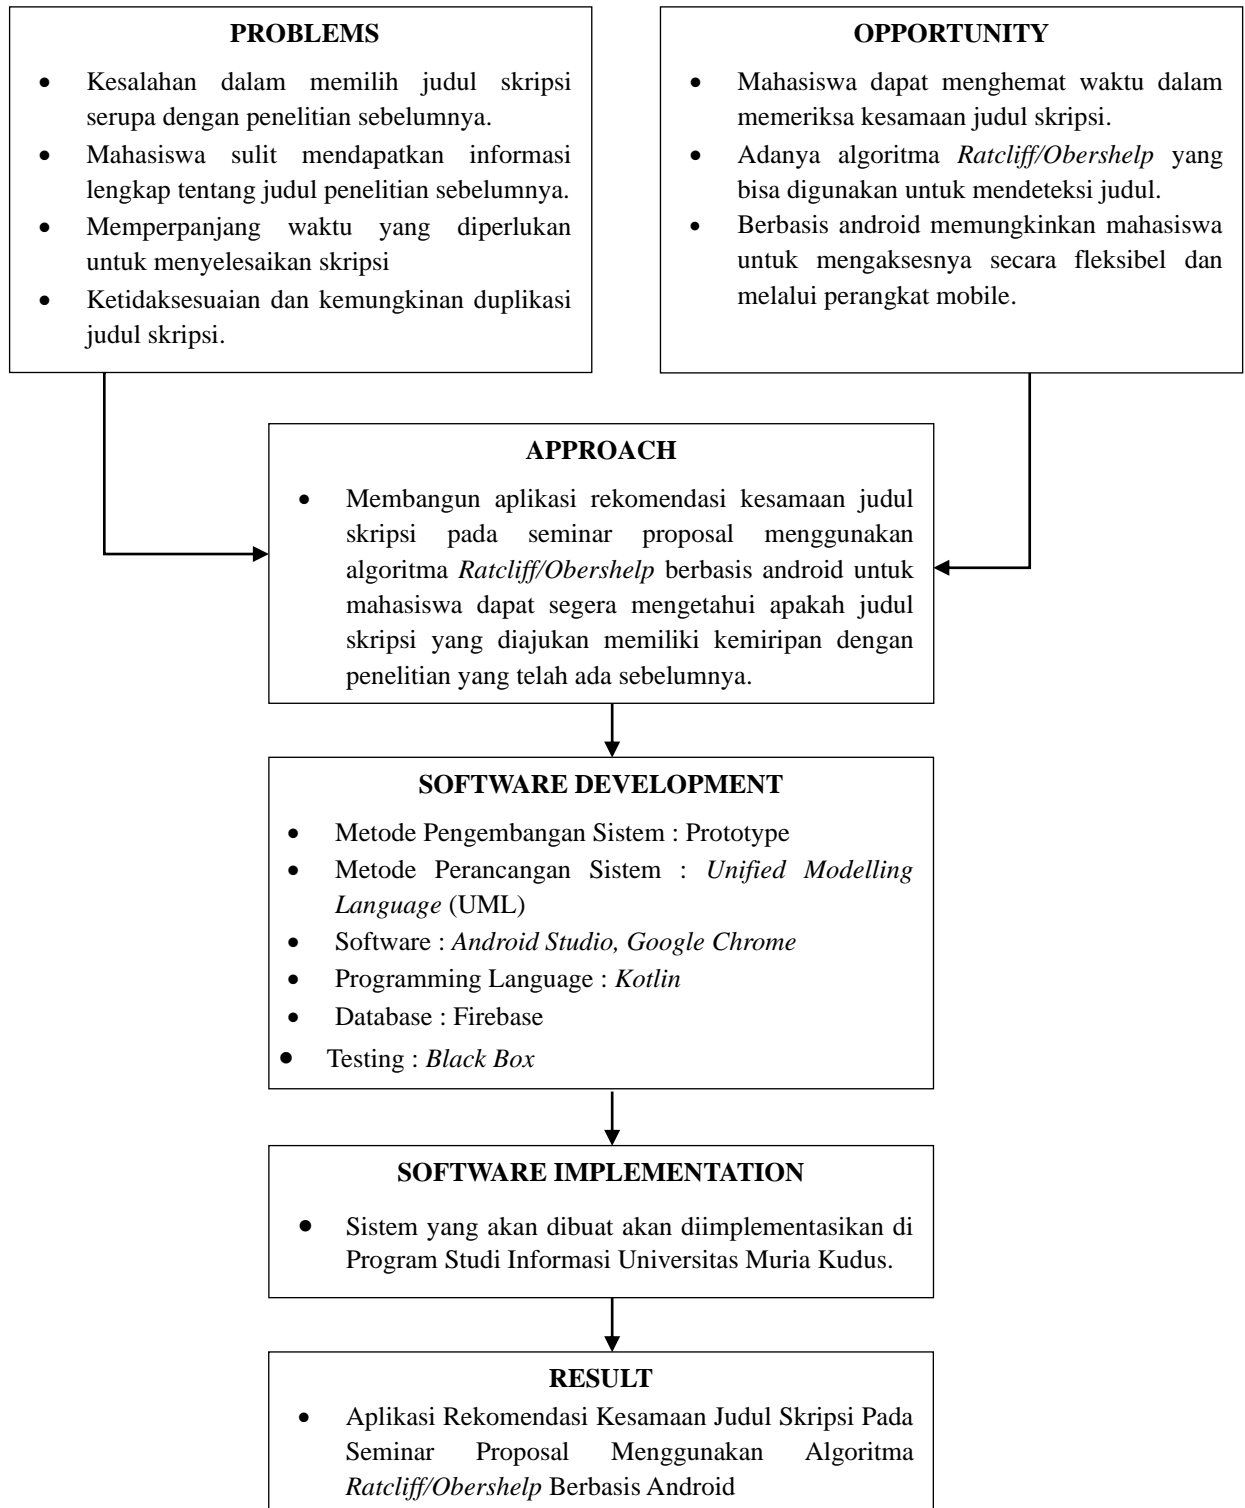 PROBLEMS
• Kesalahan dalam memilih judul skripsi
serupa dengan penelitian sebelumnya.
• Mahasiswa sulit mendapatkan informasi
lengkap tentang judul penelitian sebelumnya.
• Memperpanjang waktu yang diperlukan
untuk menyelesaikan skripsi
• Ketidaksesuaian dan kemungkinan duplikasi
judul skripsi.
OPPORTUNITY
• Mahasiswa dapat menghemat waktu dalam
memeriksa kesamaan judul skripsi.
• Adanya algoritma Ratcliff/Obershelp yang
bisa digunakan untuk mendeteksi judul.
• Berbasis android memungkinkan mahasiswa
untuk mengaksesnya secara fleksibel dan
melalui perangkat mobile.
APPROACH
• Membangun aplikasi rekomendasi kesamaan judul
skripsi pada seminar proposal menggunakan
algoritma Ratcliff/Obershelp berbasis android untuk
mahasiswa dapat segera mengetahui apakah judul
skripsi yang diajukan memiliki kemiripan dengan
penelitian yang telah ada sebelumnya.
SOFTWARE DEVELOPMENT
• Metode Pengembangan Sistem : Prototype
• Metode Perancangan Sistem : Unified Modelling
Language (UML)
• Software : Android Studio, Google Chrome
• Programming Language : Kotlin
• Database : Firebase
• Testing : Black Box
SOFTWARE IMPLEMENTATION
• Sistem yang akan dibuat akan diimplementasikan di
Program Studi Informasi Universitas Muria Kudus.
RESULT
• Aplikasi Rekomendasi Kesamaan Judul Skripsi Pada
Seminar Proposal Menggunakan Algoritma
Ratcliff/Obershelp Berbasis Android